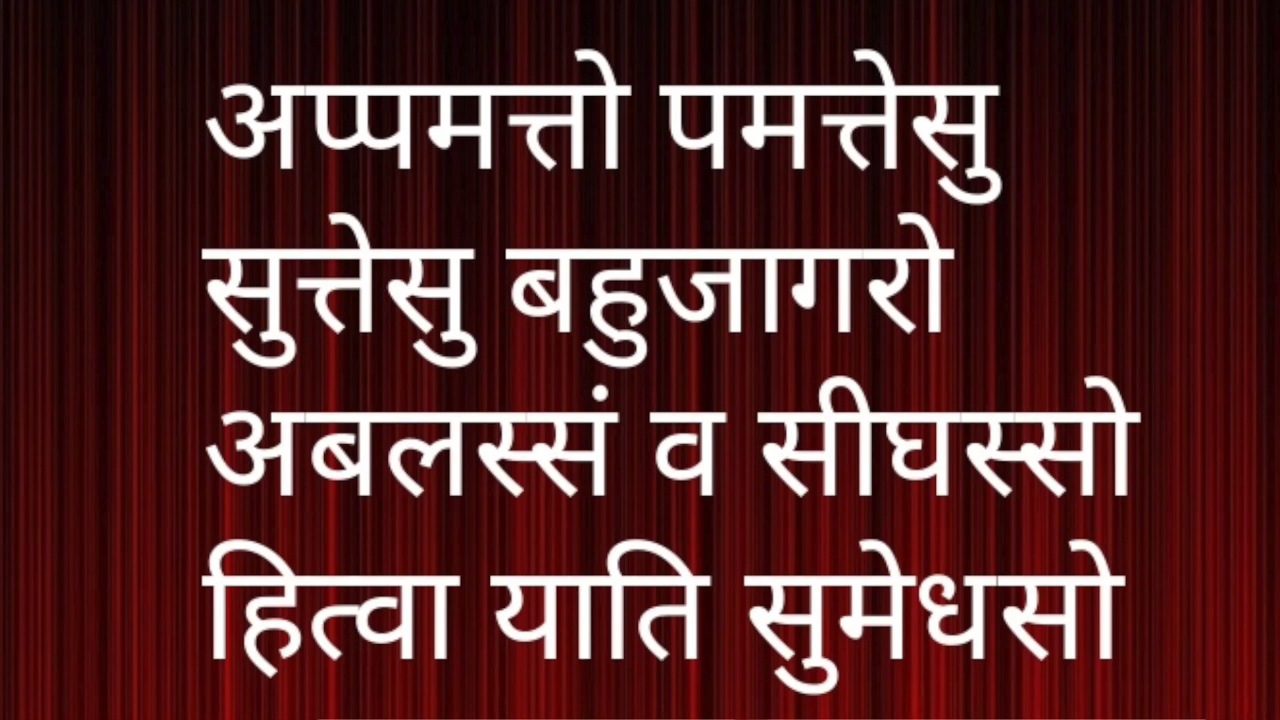 अप्पमत्तो पमत्तेसु
सुत्तेसु बहुजागरो
अबलस्सं व सीघस्सो
हित्वा याति सुमेधसो